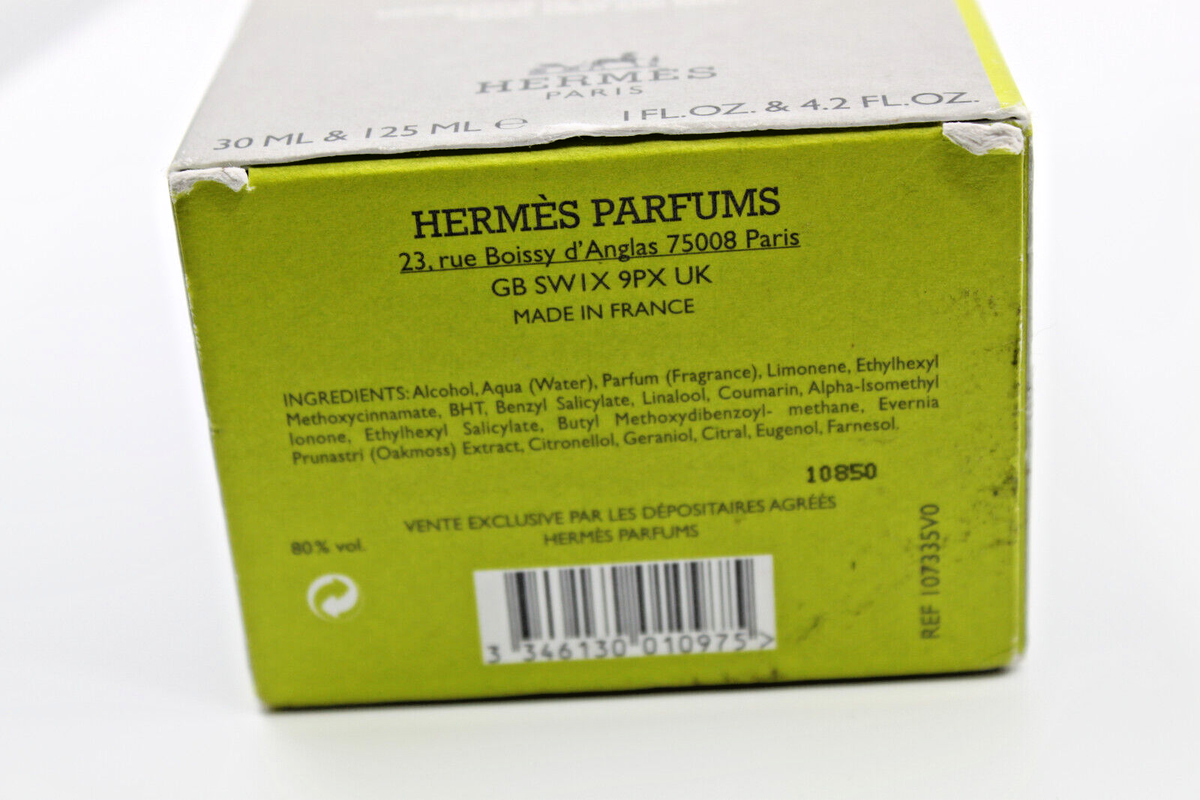 HERMÈS
PARIS
30 ML & 125 ML ℮ 1 FL.OZ. & 4.2 FL.OZ.
HERMÈS PARFUMS
23, rue Boissy d'Anglas 75008 Paris
GB SW1X 9PX UK
MADE IN FRANCE
INGREDIENTS: Alcohol, Aqua (Water), Parfum (Fragrance), Limonene, Ethylhexyl
Methoxycinnamate, BHT, Benzyl Salicylate, Linalool, Coumarin, Alpha-Isomethyl
Ionone, Ethylhexyl Salicylate, Butyl Methoxydibenzoyl- methane, Evernia
Prunastri (Oakmoss) Extract, Citronellol, Geraniol, Citral, Eugenol, Farnesol.
10850
VENTE EXCLUSIVE PAR LES DÉPOSITAIRES AGRÉÉS
HERMÈS PARFUMS
80% vol.
REF 107335V0
3 346130 010975 >